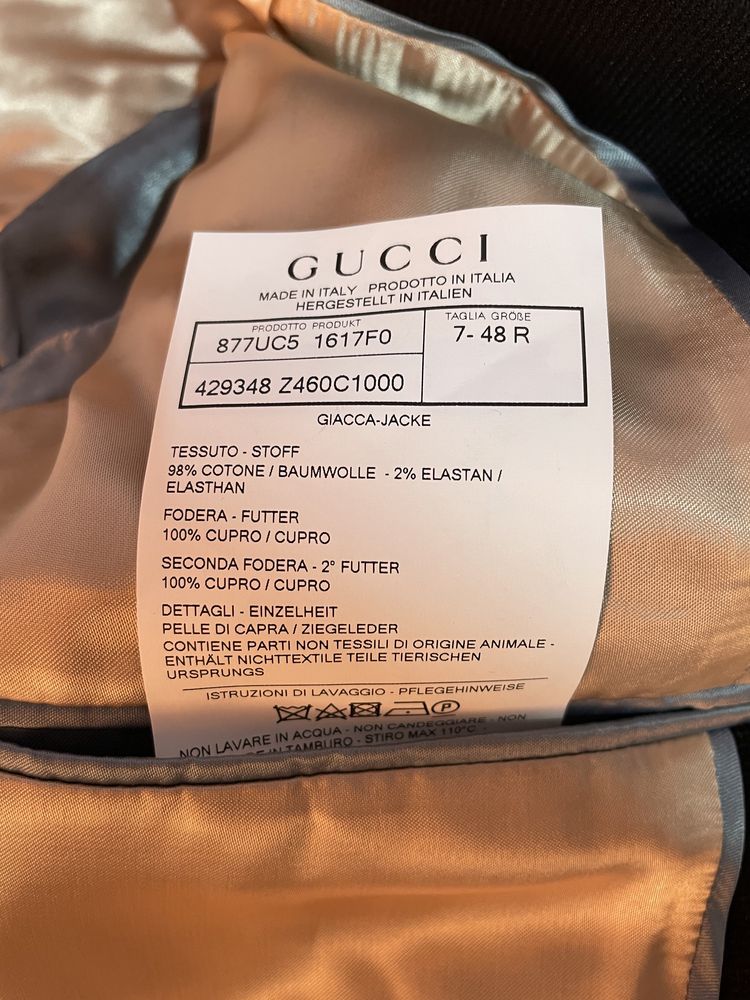 GUCCI
MADE IN ITALY PRODOTTO IN ITALIA
HERGESTELLT IN ITALIEN
PRODOTTO PRODUKT
877UC5 1617F0
TAGLIA GRÖBE
7- 48 R
429348 Z460C1000
GIACCA-JACKE
TESSUTO - STOFF
98% COTONE / BAUMWOLLE - 2% ELASTAN /
ELASTHAN
FODERA - FUTTER
100% CUPRO / CUPRO
SECONDA FODERA - 2° FUTTER
100% CUPRO / CUPRO
DETTAGLI - EINZELHEIT
PELLE DI CAPRA / ZIEGELEDER
CONTIENE PARTI NON TESSILI DI ORIGINE ANIMALE -
ENTHÄLT NICHTTEXTILE TEILE TIERISCHEN
URSPRUNGS
ISTRUZIONI DI LAVAGGIO - PFLEGEHINWEISE
P
NON LAVARE IN ACQUA - NON CANDEGGIARE - NON
IN TAMBURO - STIRO MAX 110°C -